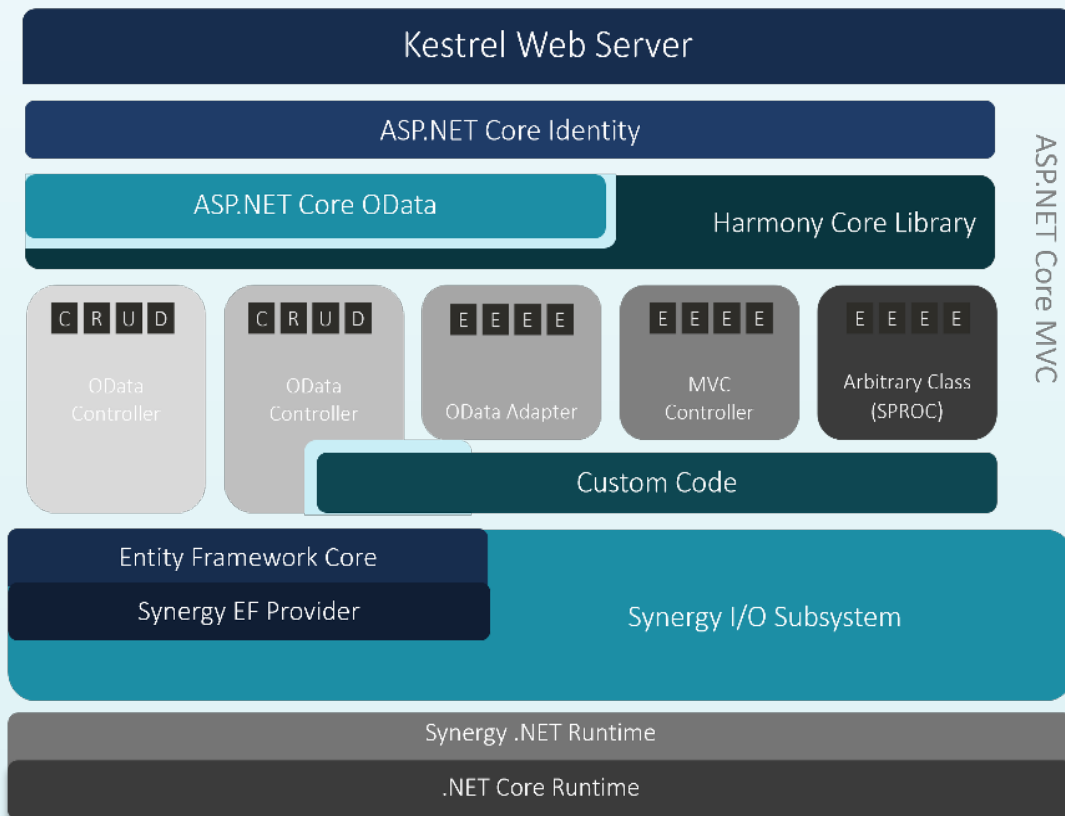 Kestrel Web Server
ASP.NET Core Identity
ASP.NET Core OData
Harmony Core Library
ASP.NET Core MVC
C R U D
OData
Controller
C R U D
OData
Controller
E E E E
OData Adapter
E E E E
MVC
Controller
E E E E
Arbitrary Class
(SPROC)
Custom Code
Entity Framework Core
Synergy EF Provider
Synergy I/O Subsystem
Synergy .NET Runtime
.NET Core Runtime